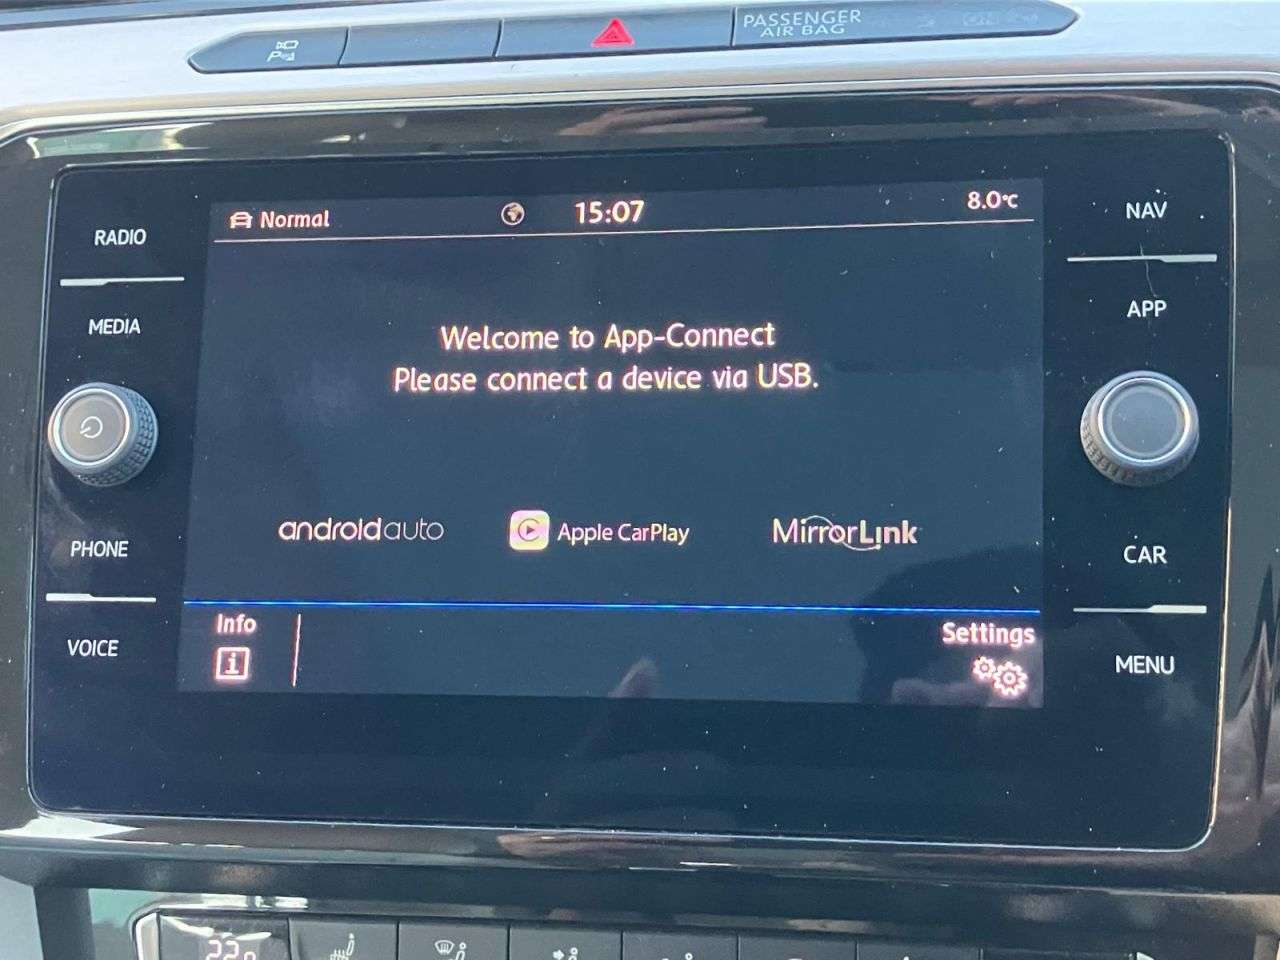 PASSENGER
AIR BAG
RADIO
MEDIA
PHONE
VOICE
Normal
15:07
8.0°C
Welcome to App-Connect
Please connect a device via USB.
androidauto
Apple CarPlay
MirrorLink
Info
i
Settings
NAV
APP
CAR
MENU